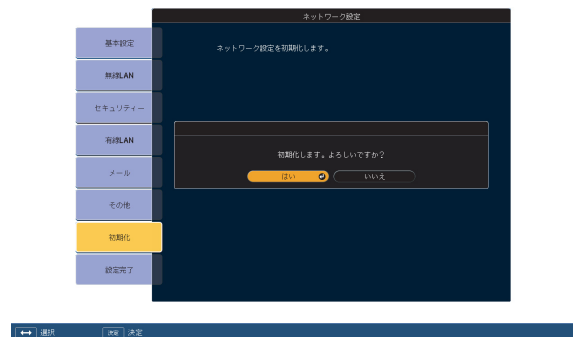 ネットワーク設定
基本設定
ネットワーク設定を初期化します。
無線LAN
セキュリティー
有線LAN
初期化します。よろしいですか？
メール
はい
いいえ
その他
初期化
設定完了
選択
決定 決定